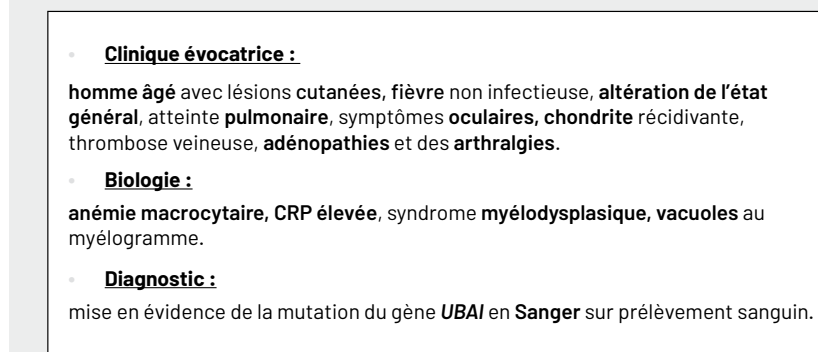 • Clinique évocatrice :
homme âgé avec lésions cutanées, fièvre non infectieuse, altération de l'état
général, atteinte pulmonaire, symptômes oculaires, chondrite récidivante,
thrombose veineuse, adénopathies et des arthralgies.
• Biologie :
anémie macrocytaire, CRP élevée, syndrome myélodysplasique, vacuoles au
myélogramme.
• Diagnostic :
mise en évidence de la mutation du gène UBAI en Sanger sur prélèvement sanguin.